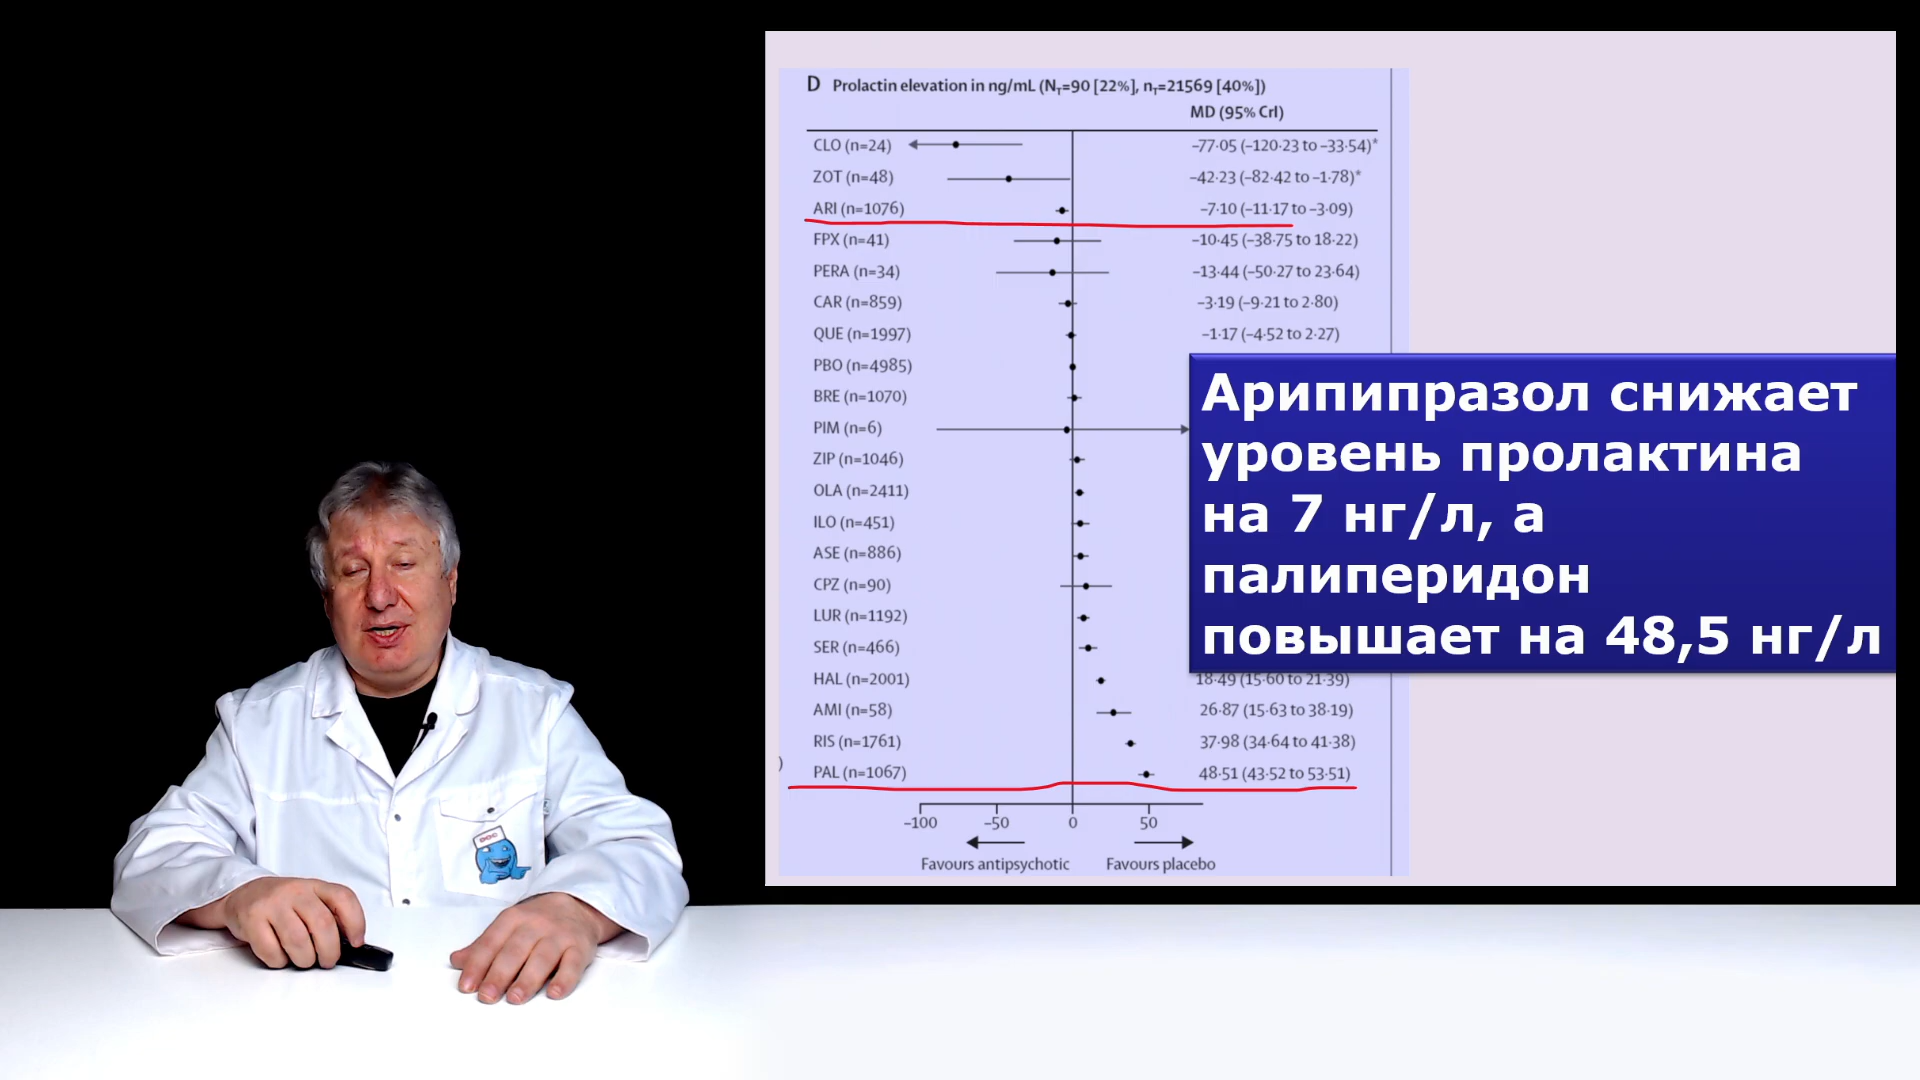 D Prolactin elevation in ng/mL (NT=90 [22%], nT=21569 [40%])
MD (95% CrI)
CLO (n=24) –77·05 (–120·23 to –33·54)*
ZOT (n=48) –42·23 (–82·42 to –1·78)*
ARI (n=1076) –7·10 (–11·17 to –3·09)
FPX (n=41) –10·45 (–38·75 to 18·22)
PERA (n=34) –13·44 (–50·27 to 23·64)
CAR (n=859) –3·19 (–9·21 to 2·80)
QUE (n=1997) –1·17 (–4·52 to 2·27)
PBO (n=4985)
BRE (n=1070)
PIM (n=6)
ZIP (n=1046)
OLA (n=2411)
ILO (n=451)
ASE (n=886)
CPZ (n=90)
LUR (n=1192)
SER (n=466)
HAL (n=2001) 18·49 (15·60 to 21·39)
AMI (n=58) 26·87 (15·63 to 38·19)
RIS (n=1761) 37·98 (34·64 to 41·38)
) PAL (n=1067) 48·51 (43·52 to 53·51)
–100 –50 0 50
Favours antipsychotic Favours placebo
Арипипразол снижает
уровень пролактина
на 7 нг/л, а
палиперидон
повышает на 48,5 нг/л
DOC